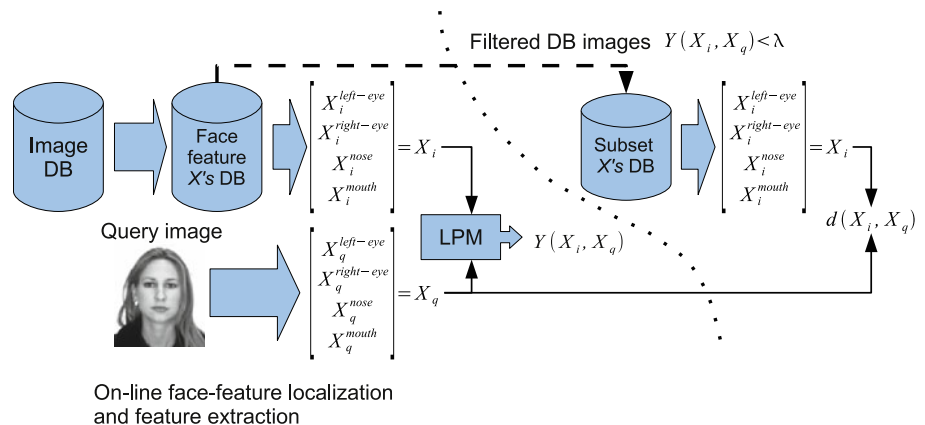 Filtered DB images Y(X_i, X_q)<λ
Image DB
Face feature X's DB
X_i^{left-eye}
X_i^{right-eye}
X_i^{nose}
X_i^{mouth}
= X_i
Subset X's DB
X_i^{left-eye}
X_i^{right-eye}
X_i^{nose}
X_i^{mouth}
= X_i
LPM
Y(X_i, X_q)
d(X_i, X_q)
Query image
X_q^{left-eye}
X_q^{right-eye}
X_q^{nose}
X_q^{mouth}
= X_q
On-line face-feature localization
and feature extraction